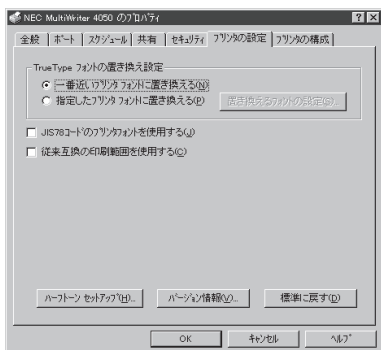 NEC MultiWriter 4050 のプロパティ
全般 ポート スケジュール 共有 セキュリティ プリンタの設定 プリンタの構成
TrueType フォントの置き換え設定
一番近いプリンタ フォントに置き換える(N)
指定したプリンタ フォントに置き換える(P) 置き換えるフォントの設定(S)...
JIS78コードのプリンタフォントを使用する(J)
従来互換の印刷範囲を使用する(C)
ハーフトーン セットアップ(H)... バージョン情報(V)... 標準に戻す(D)
OK キャンセル ヘルプ